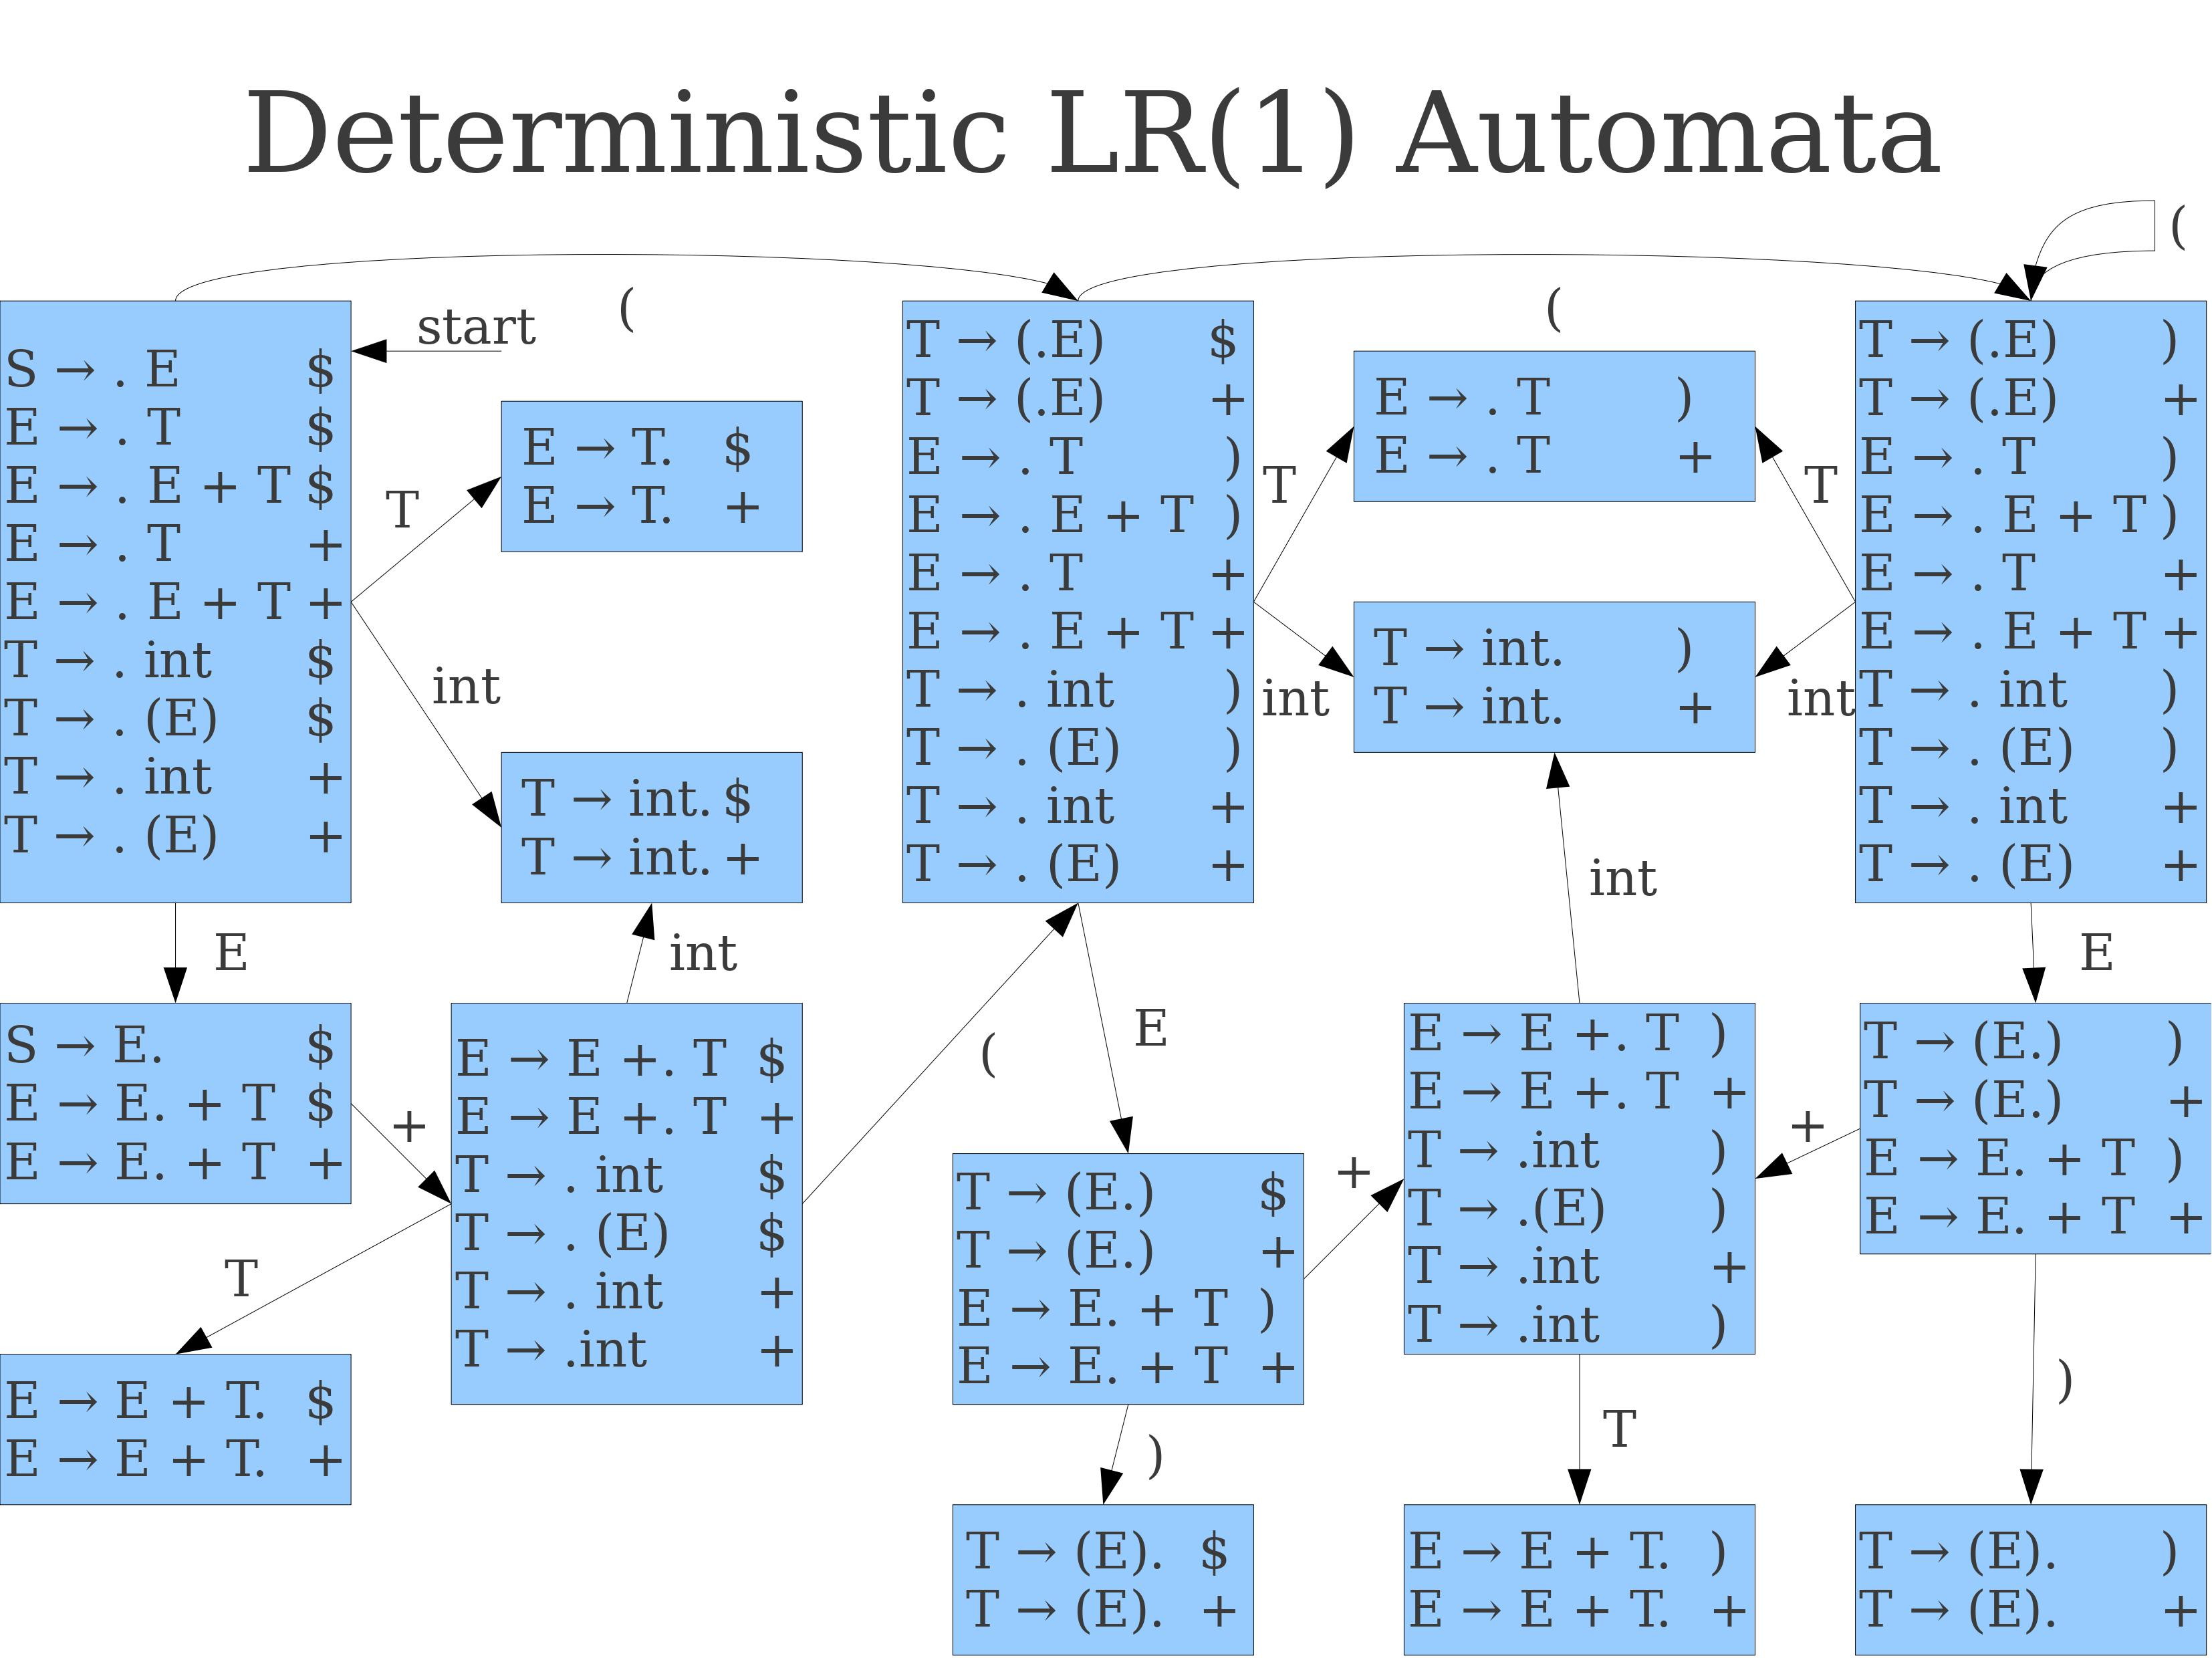 Deterministic LR(1) Automata
(
start
(
(
S → . E $
E → . T $
E → . E + T $
E → . T +
E → . E + T +
T → . int $
T → . (E) $
T → . int +
T → . (E) +
T
E → T. $
E → T. +
int
T → int. $
T → int. +
T → (.E) $
T → (.E) +
E → . T )
E → . E + T )
E → . T +
E → . E + T +
T → . int )
T → . (E) )
T → . int +
T → . (E) +
T
E → . T )
E → . T +
T
int
T → int. )
T → int. +
int
T → (.E) )
T → (.E) +
E → . T )
E → . E + T )
E → . T +
E → . E + T +
T → . int )
T → . (E) )
T → . int +
T → . (E) +
E
int
(
E
int
E
S → E. $
E → E. + T $
E → E. + T +
+
E → E +. T $
E → E +. T +
T → . int $
T → . (E) $
T → . int +
T → .int +
T
E → E + T. $
E → E + T. +
T → (E.) $
T → (E.) +
E → E. + T )
E → E. + T +
+
E → E +. T )
E → E +. T +
T → .int )
T → .(E) )
T → .int +
T → .int )
+
T → (E.) )
T → (E.) +
E → E. + T )
E → E. + T +
)
T
)
T → (E). $
T → (E). +
E → E + T. )
E → E + T. +
T → (E). )
T → (E). +